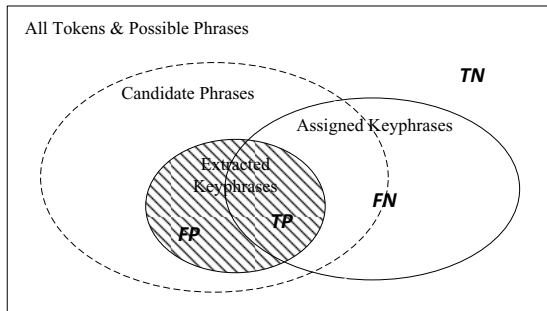 All Tokens & Possible Phrases
TN
Candidate Phrases
Assigned Keyphrases
Extracted
Keyphrases
FN
TP
FP